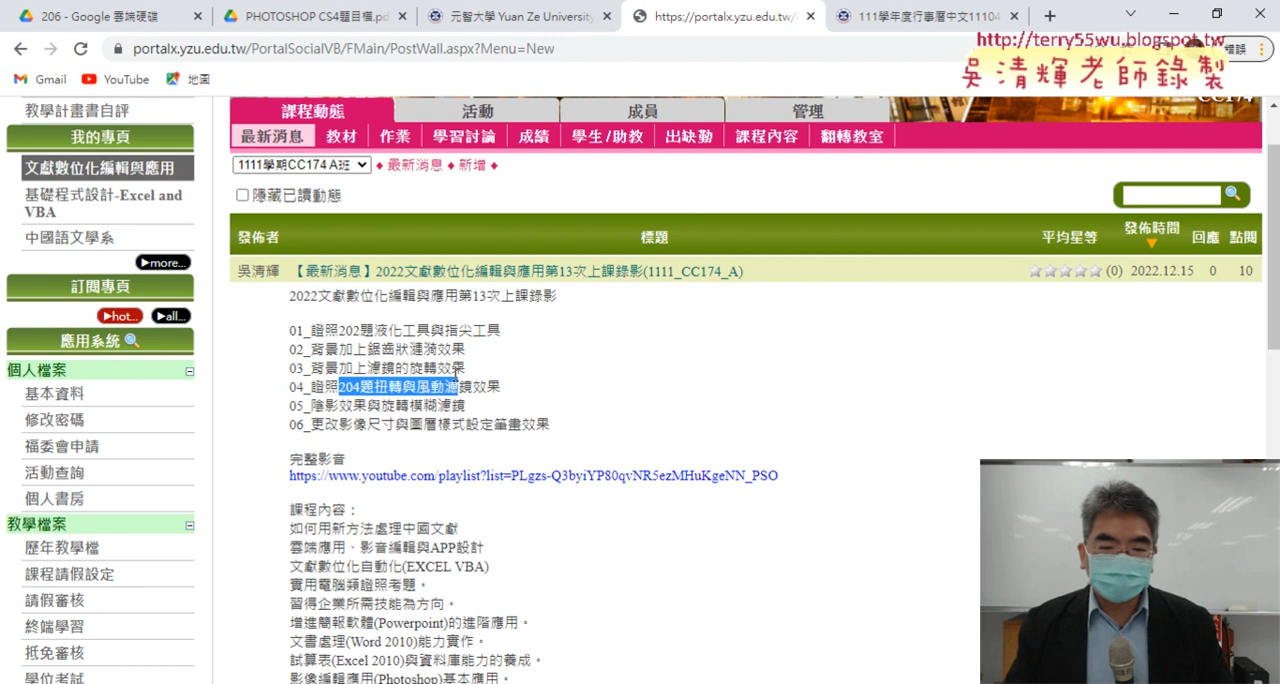 206 - Google 雲端硬碟
PHOTOSHOP CS4題目檔.pd
元智大學 Yuan Ze University
https://portalx.yzu.edu.tw/
111學年度行事曆中文11104
portalx.yzu.edu.tw/PortalSocialVB/FMain/PostWall.aspx?Menu=New
http://terry55wu.blogspot.tw
錯誤
吳清輝老師錄製
Gmail
YouTube
地圖
CC174
教學計畫書自評
我的專頁
文獻數位化編輯與應用
基礎程式設計-Excel and
VBA
中國語文學系
▶more...
訂閱專頁
▶hot...
▶all...
應用系統
個人檔案
基本資料
修改密碼
福委會申請
活動查詢
個人書房
教學檔案
歷年教學檔
課程請假設定
請假審核
終端學習
抵免審核
學位考試
課程動態
活動
成員
管理
最新消息
教材
作業
學習討論
成績
學生/助教
出缺勤
課程內容
翻轉教室
1111學期CC174 A班
♦ 最新消息 ♦ 新增 ♦
隱藏已讀動態
發佈者
標題
平均星等
發佈時間
回應
點閱
吳清輝
【最新消息】2022文獻數位化編輯與應用第13次上課錄影(1111_CC174_A)
(0)
2022.12.15
0
10
2022文獻數位化編輯與應用第13次上課錄影
01_證照202題液化工具與指尖工具
02_背景加上鋸齒狀漣漪效果
03_背景加上濾鏡的旋轉效果
04_證照204題扭轉與風動濾鏡效果
05_陰影效果與旋轉模糊濾鏡
06_更改影像尺寸與圖層樣式設定筆畫效果
完整影音
https://www.youtube.com/playlist?list=PLgzs-Q3byiYP80qvNR5ezMHuKgeNN_PSO
課程內容：
如何用新方法處理中國文獻
雲端應用、影音編輯與APP設計
文獻數位化自動化(EXCEL VBA)
實用電腦類證照考題。
習得企業所需技能為方向。
增進簡報軟體(Powerpoint)的進階應用。
文書處理(Word 2010)能力實作。
試算表(Excel 2010)與資料庫能力的養成。
影像編輯應用(Photoshop)基本應用。